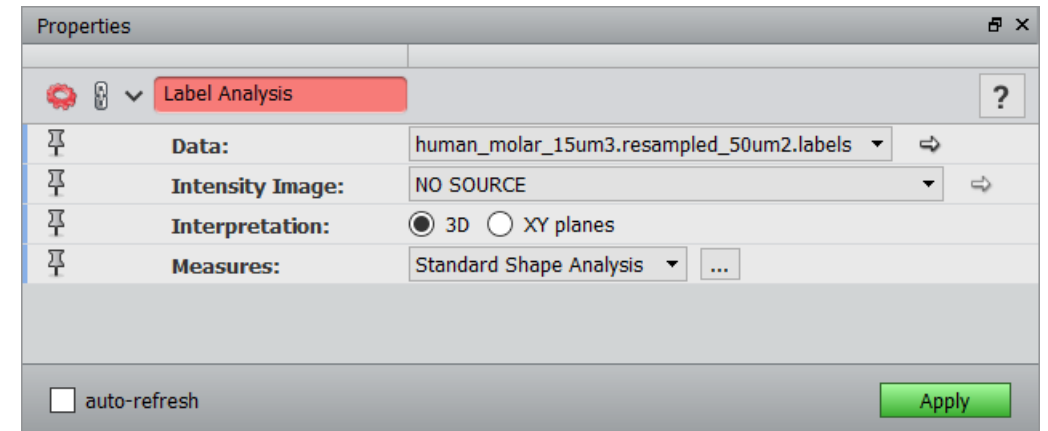 Properties
Label Analysis
?
Data: human_molar_15um3.resampled_50um2.labels
Intensity Image: NO SOURCE
Interpretation: 3D XY planes
Measures: Standard Shape Analysis ...
auto-refresh Apply